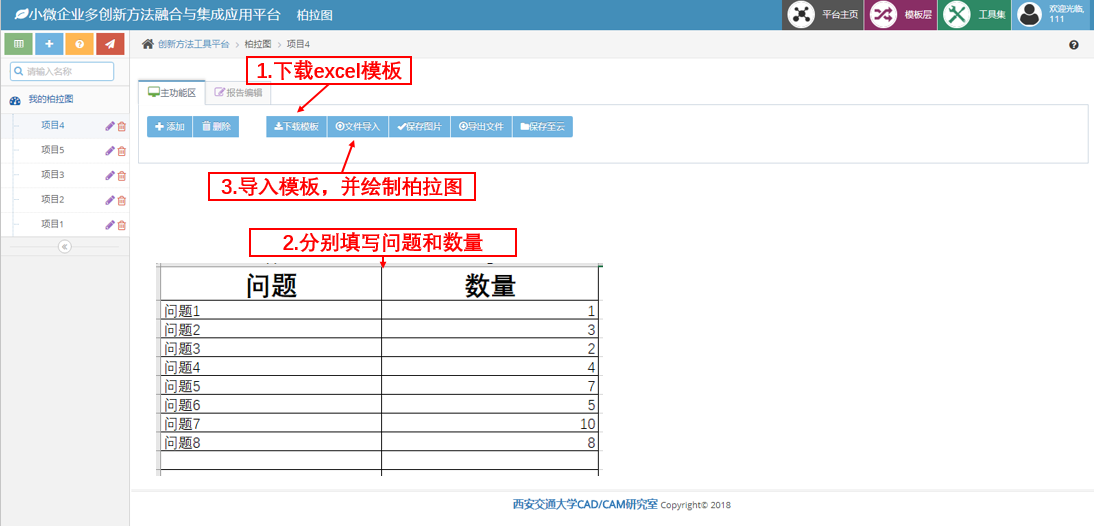 小微企业多创新方法融合与集成应用平台 柏拉图
平台主页 模板层 工具集 欢迎光临, 111
请输入名称
我的柏拉图
项目4
项目5
项目3
项目2
项目1
创新方法工具平台 > 柏拉图 > 项目4
1.下载excel模板
主功能区 报告编辑
添加 删除 下载模板 文件导入 保存图片 导出文件 保存至云
3.导入模板，并绘制柏拉图
2.分别填写问题和数量
问题 数量
问题1 1
问题2 3
问题3 2
问题4 4
问题5 7
问题6 5
问题7 10
问题8 8
西安交通大学CAD/CAM研究室 Copyright© 2018